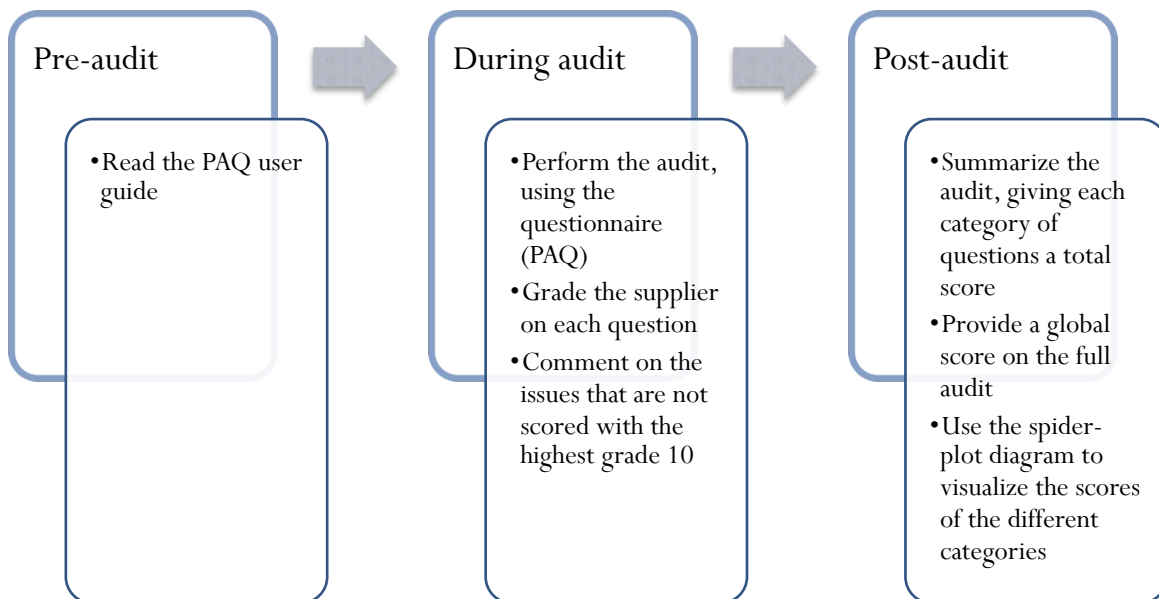 Pre-audit
•Read the PAQ user
guide
During audit
•Perform the audit,
using the
questionnaire
(PAQ)
•Grade the supplier
on each question
•Comment on the
issues that are not
scored with the
highest grade 10
Post-audit
•Summarize the
audit, giving each
category of
questions a total
score
•Provide a global
score on the full
audit
•Use the spider-
plot diagram to
visualize the scores
of the different
categories